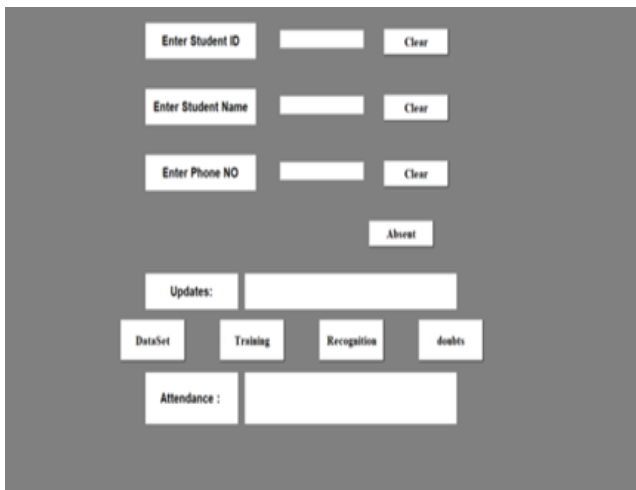 Enter Student ID Clear
Enter Student Name Clear
Enter Phone NO Clear
Absent
Updates:
DataSet Training Recognition doubts
Attendance :